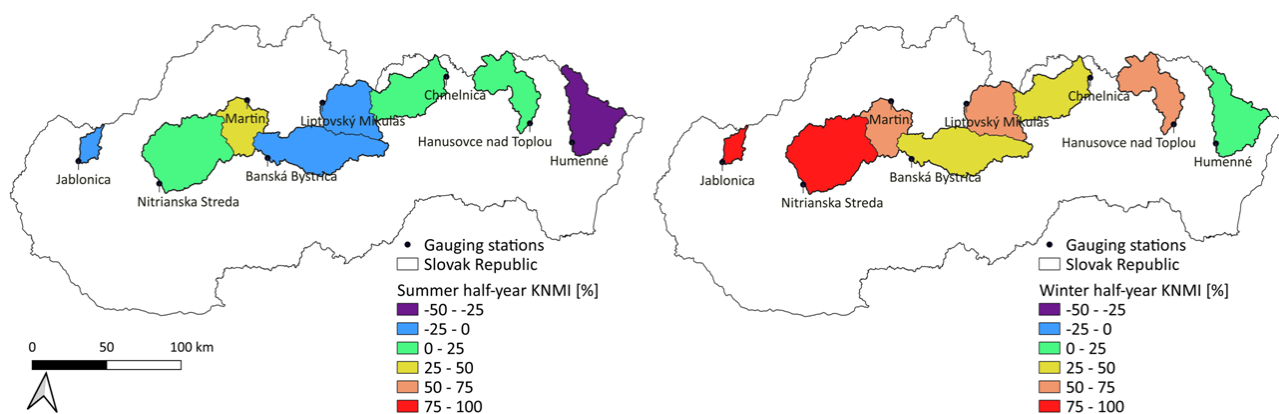 Chmelnica
Martin
Liptovský Mikuláš
Hanusovce nad Toplou
Humenné
Jablonica
Banská Bystrica
Nitrianska Streda
Gauging stations
Slovak Republic
Summer half-year KNMI [%]
-50 - -25
-25 - 0
0 - 25
25 - 50
50 - 75
75 - 100
0 50 100 km
Chmelnica
Martin
Liptovský Mikuláš
Hanusovce nad Toplou
Humenné
Jablonica
Banská Bystrica
Nitrianska Streda
Gauging stations
Slovak Republic
Winter half-year KNMI [%]
-50 - -25
-25 - 0
0 - 25
25 - 50
50 - 75
75 - 100